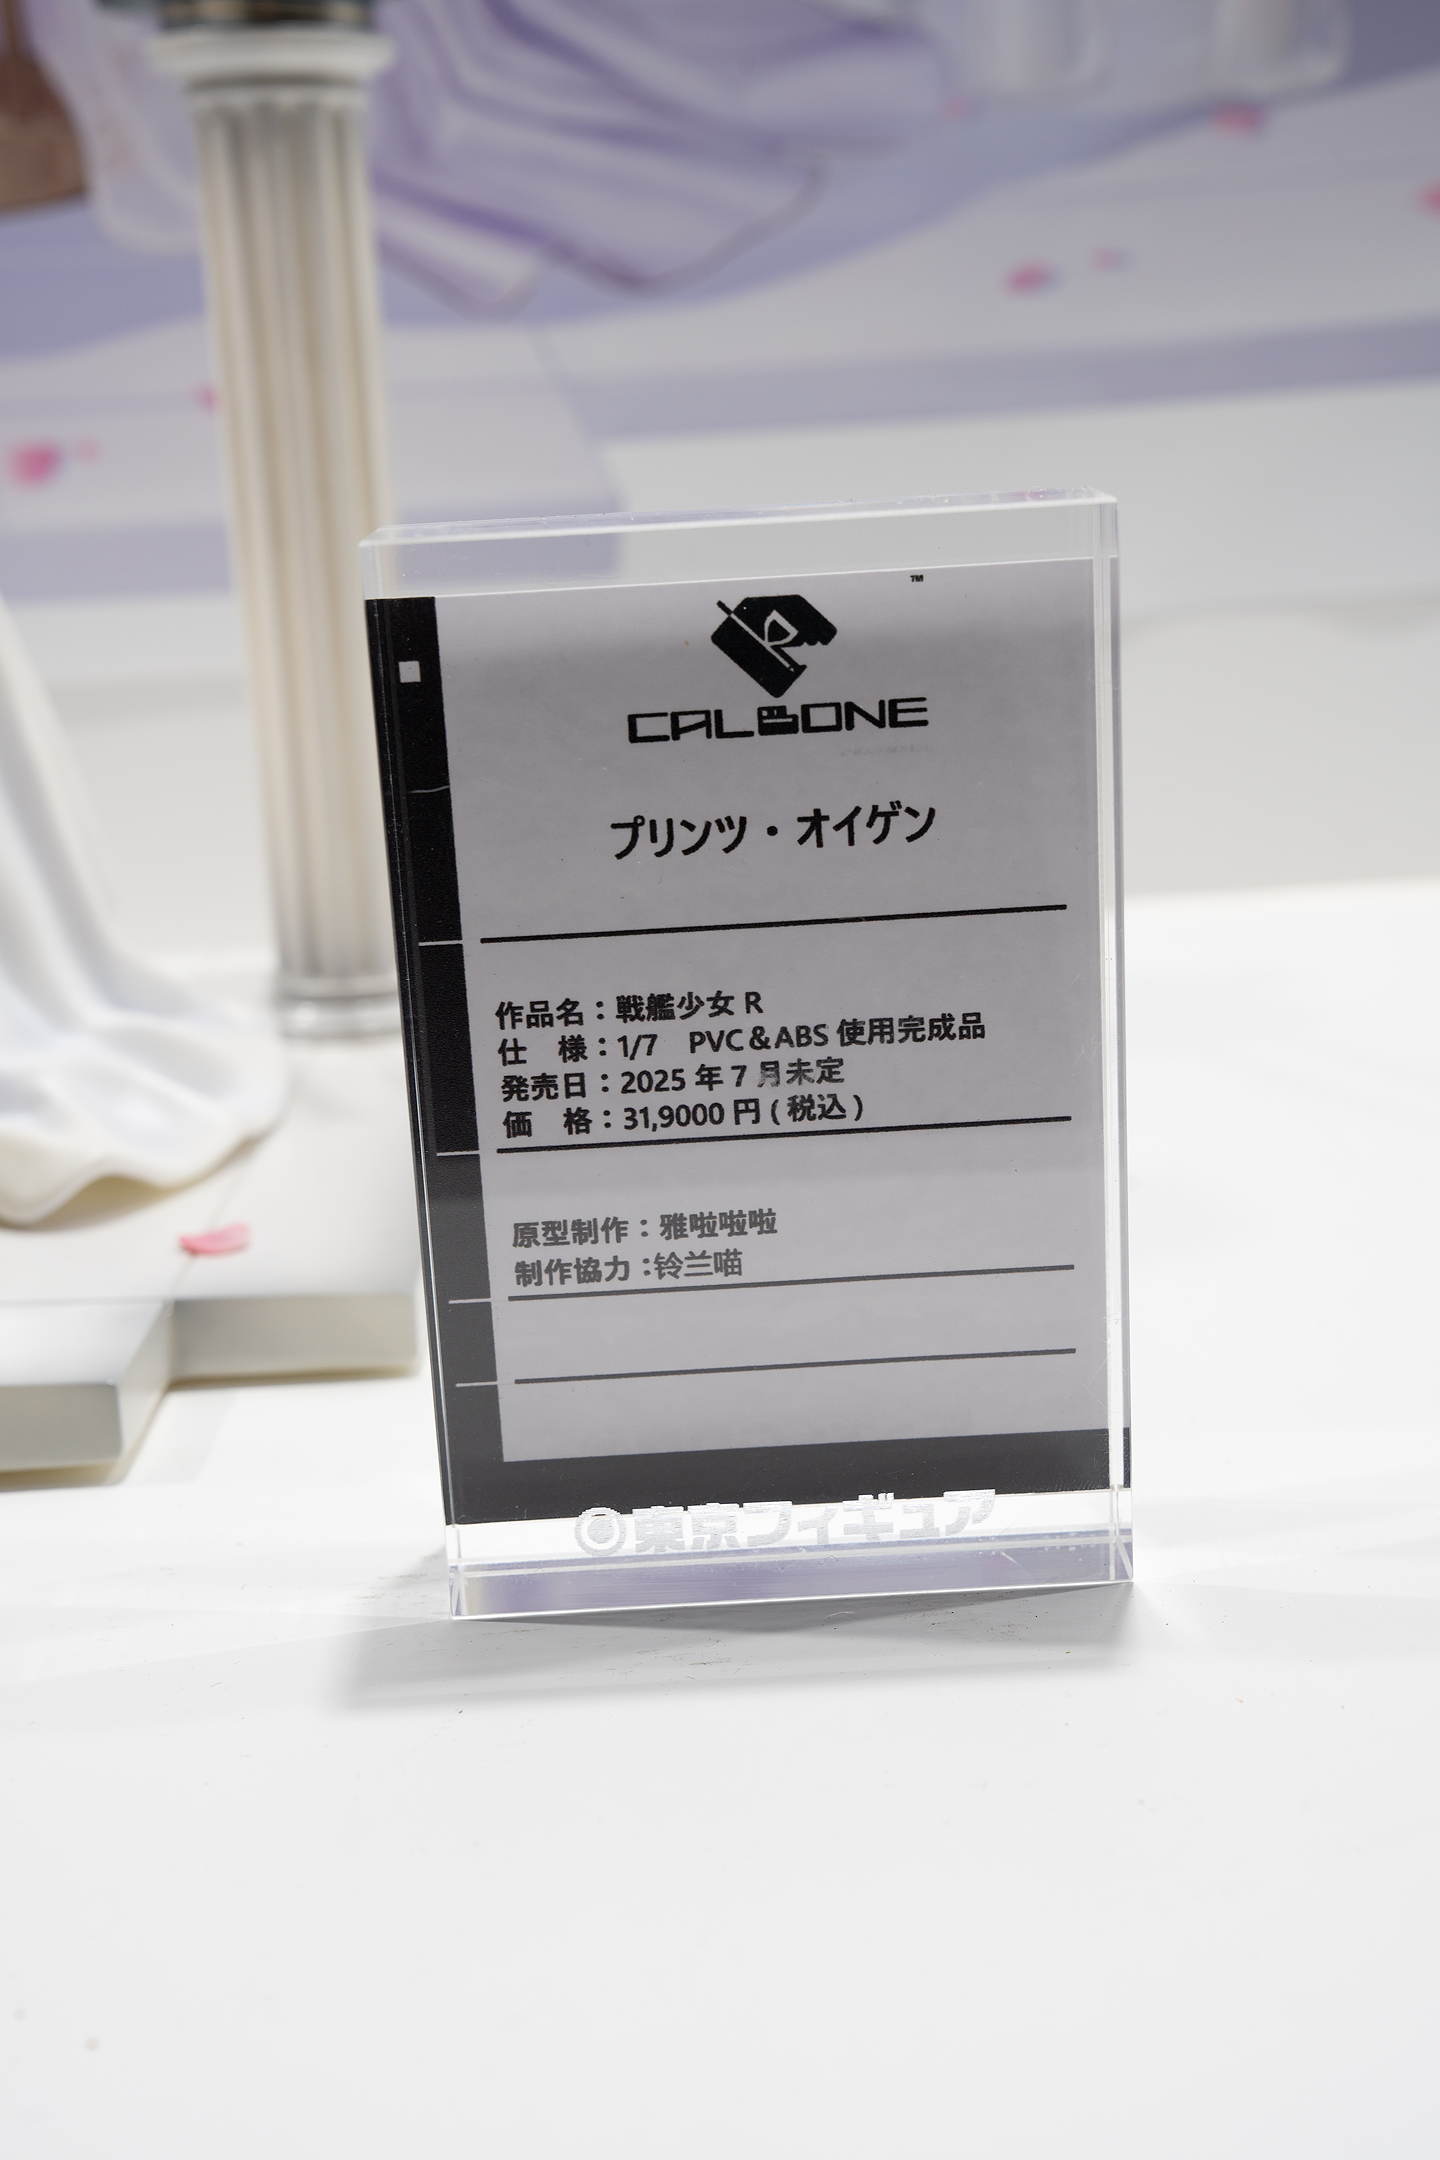 TM
CALBONE
プリンツ・オイゲン
作品名：戦艦少女 R
仕　様：1/7　PVC＆ABS 使用完成品
発売日：2025 年 7 月未定
価　格：31,9000 円 ( 税込 )
原型制作：雅啦啦啦
制作協力 :铃兰喵
東京フィギュア